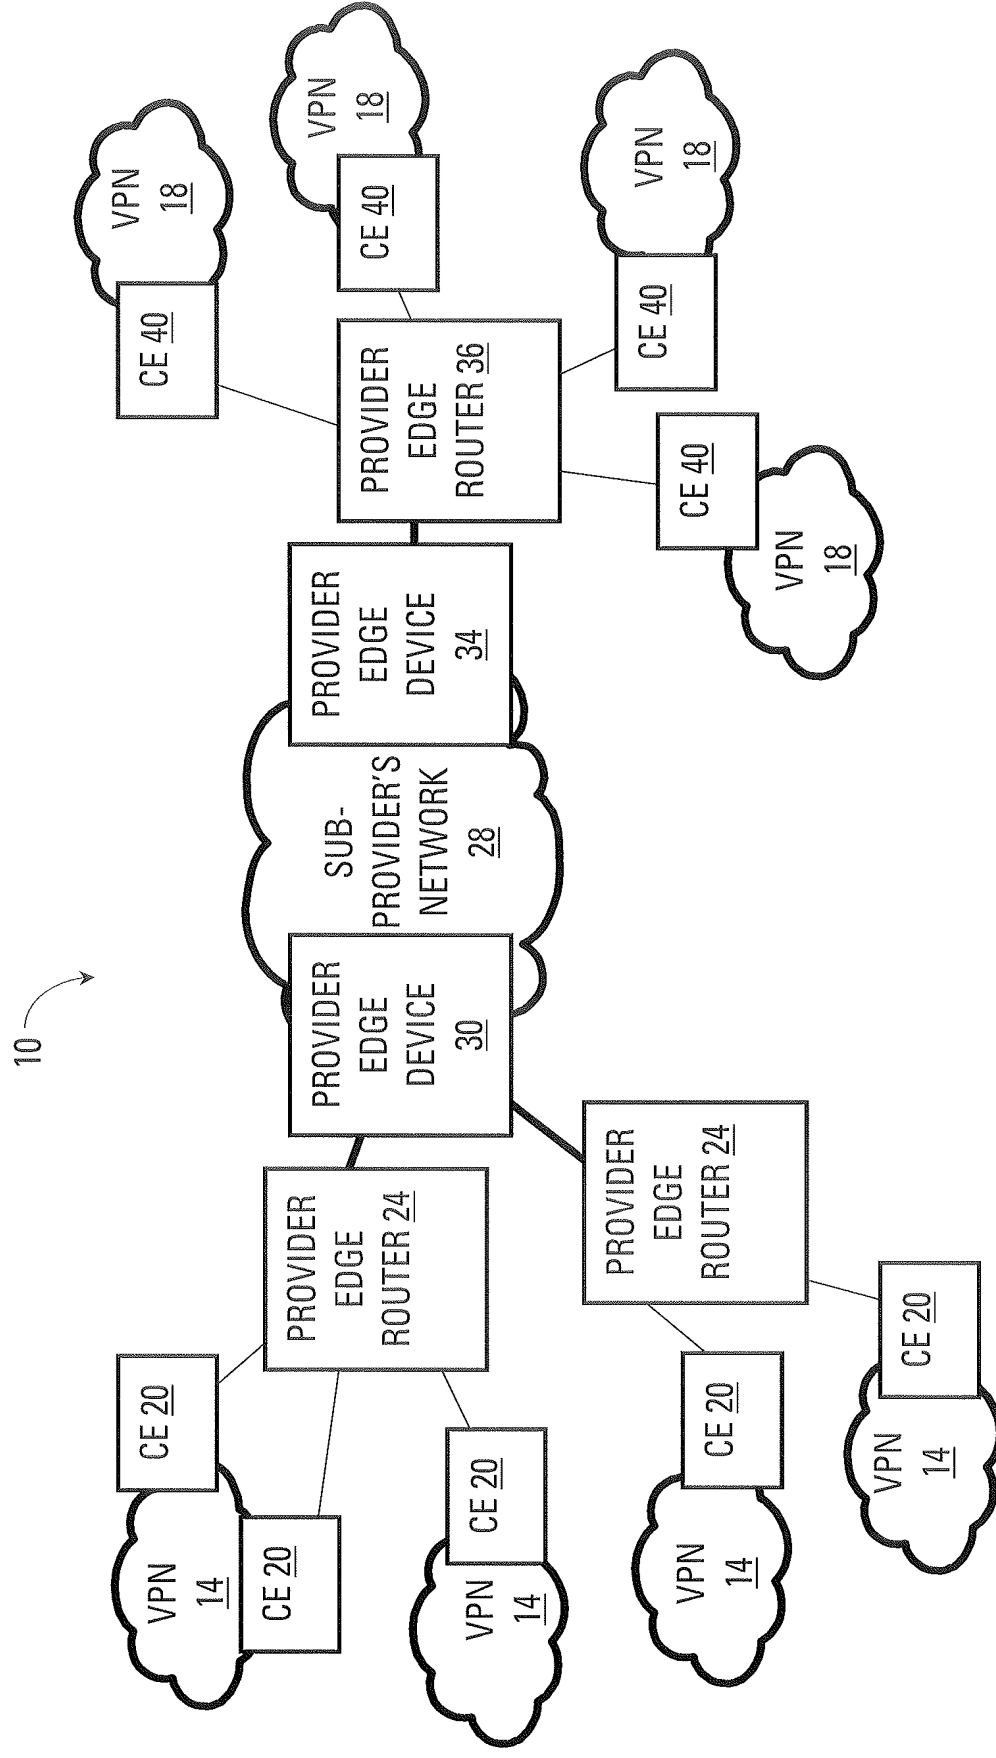 10
VPN
14
CE 20
CE 20
VPN
14
CE 20
VPN
14
CE 20
VPN
14
CE 20
PROVIDER
EDGE
ROUTER 24
PROVIDER
EDGE
ROUTER 24
PROVIDER
EDGE
DEVICE
30
SUB-
PROVIDER'S
NETWORK
28
PROVIDER
EDGE
DEVICE
34
PROVIDER
EDGE
ROUTER 36
CE 40
VPN
18
CE 40
VPN
18
CE 40
VPN
18
CE 40
VPN
18